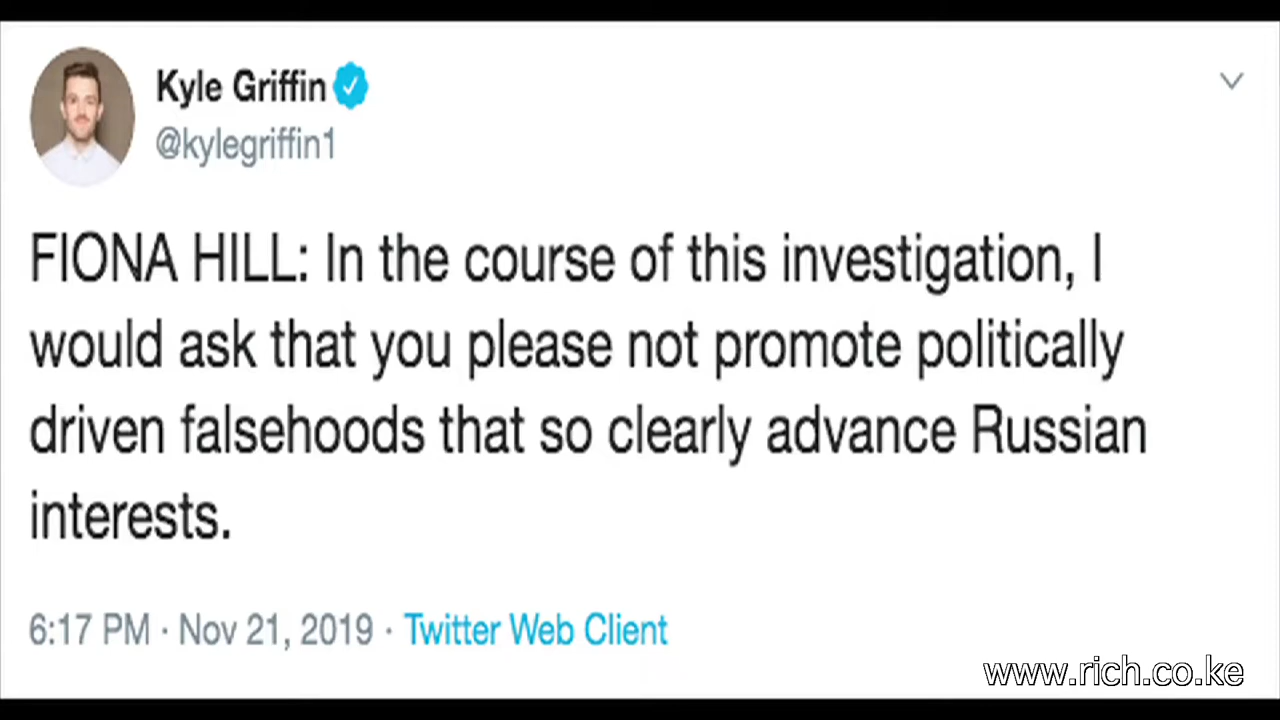 Kyle Griffin
@kylegriffin1
FIONA HILL: In the course of this investigation, I
would ask that you please not promote politically
driven falsehoods that so clearly advance Russian
interests.
6:17 PM · Nov 21, 2019 · Twitter Web Client
www.rich.co.ke